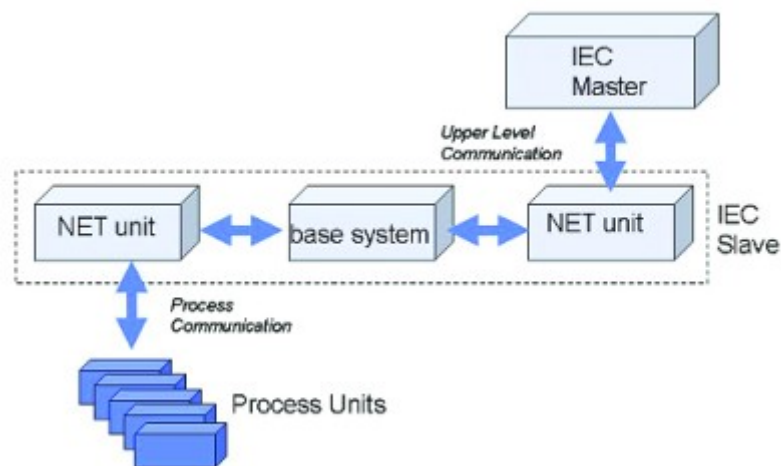 IEC
Master
Upper Level
Communication
NET unit
base system
NET unit
IEC
Slave
Process
Communication
Process Units